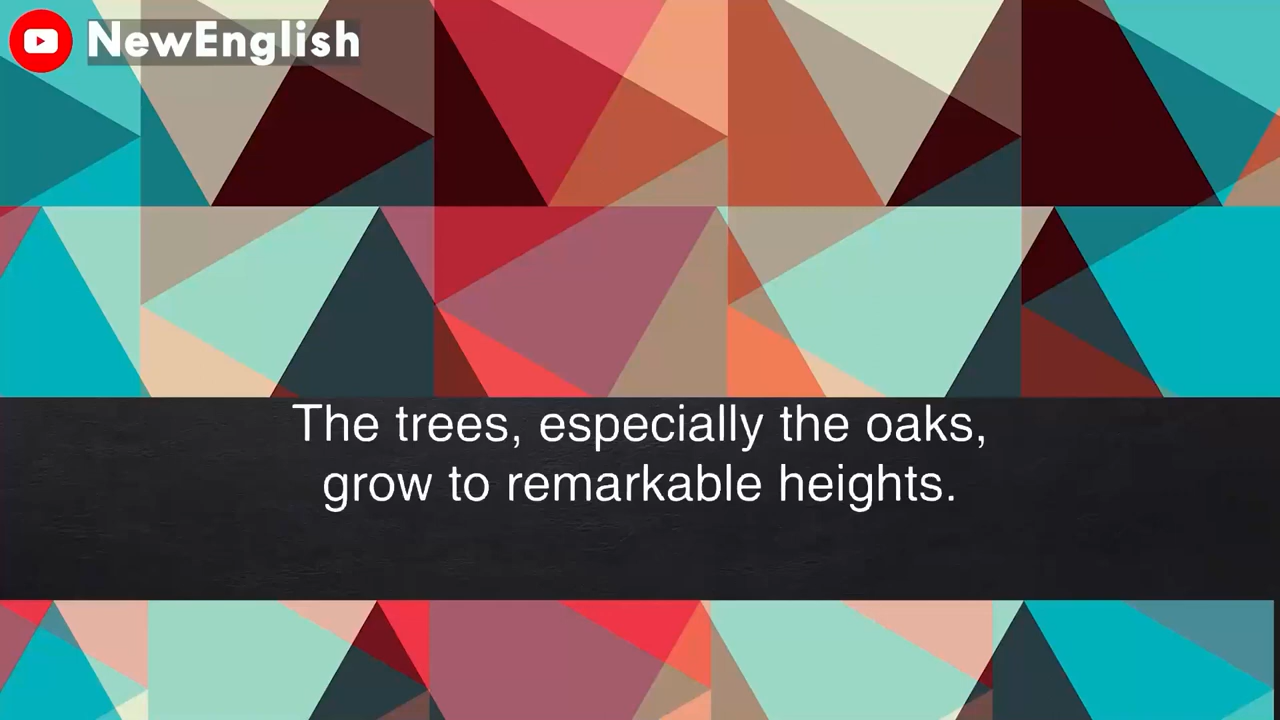 NewEnglish
The trees, especially the oaks,
grow to remarkable heights.